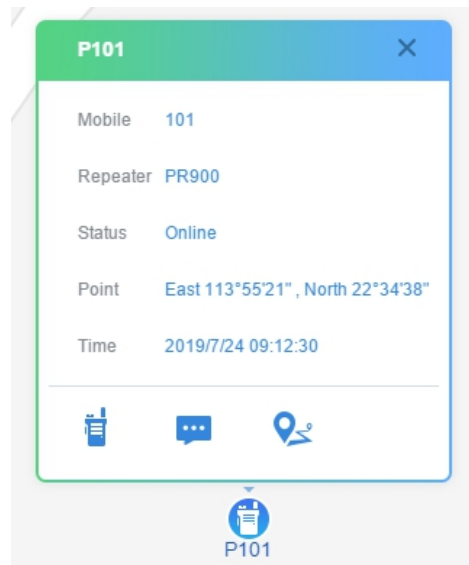 P101
Mobile 101
Repeater PR900
Status Online
Point East 113°55'21" , North 22°34'38"
Time 2019/7/24 09:12:30
P101